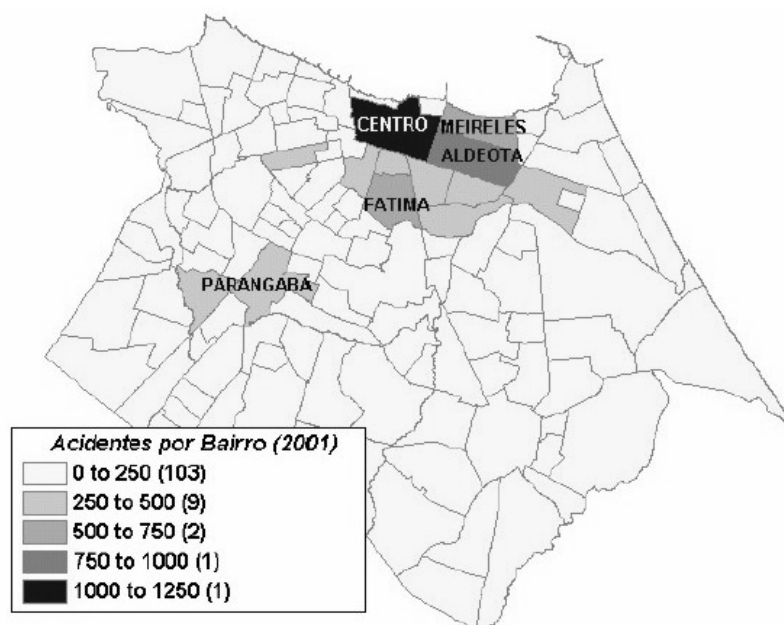 CENTRO
MEIRELES
ALDEOTA
FATIMA
PARANGABA
Acidentes por Bairro (2001)
0 to 250 (103)
250 to 500 (9)
500 to 750 (2)
750 to 1000 (1)
1000 to 1250 (1)